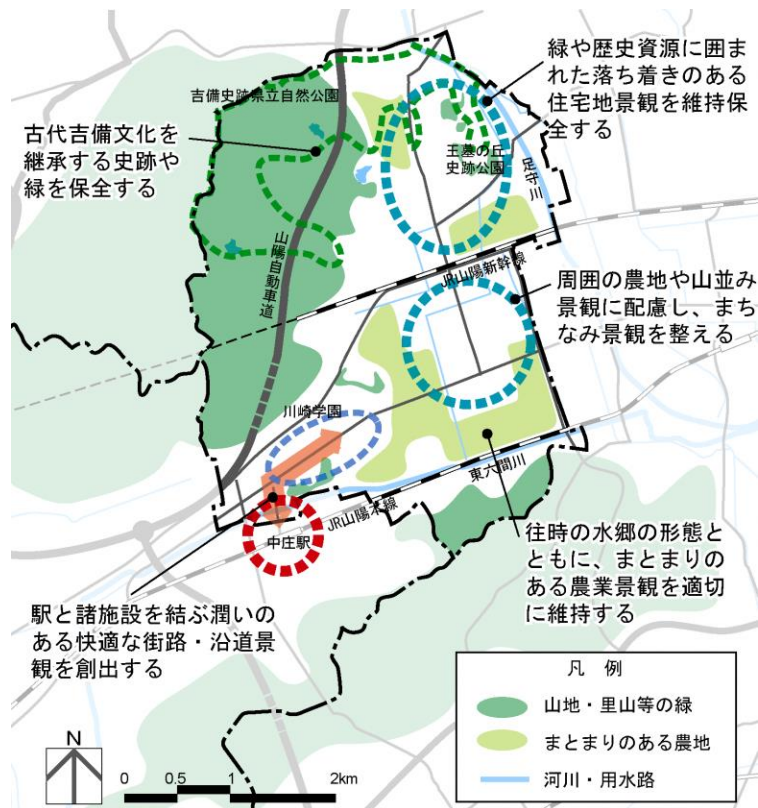 緑や歴史資源に囲ま
れた落ち着きのある
住宅地景観を維持保
全する
吉備史跡県立自然公園
古代吉備文化を
継承する史跡や
緑を保全する
王墓の丘
史跡公園
足守川
山陽自動車道
JR山陽新幹線
周囲の農地や山並み
景観に配慮し、まち
なみ景観を整える
川崎学園
東六間川
JR山陽本線
中庄駅
往時の水郷の形態と
ともに、まとまりの
ある農業景観を適切
に維持する
駅と諸施設を結ぶ潤いの
ある快適な街路・沿道景
観を創出する
凡 例
山地・里山等の緑
まとまりのある農地
河川・用水路
N
0 0.5 1 2km